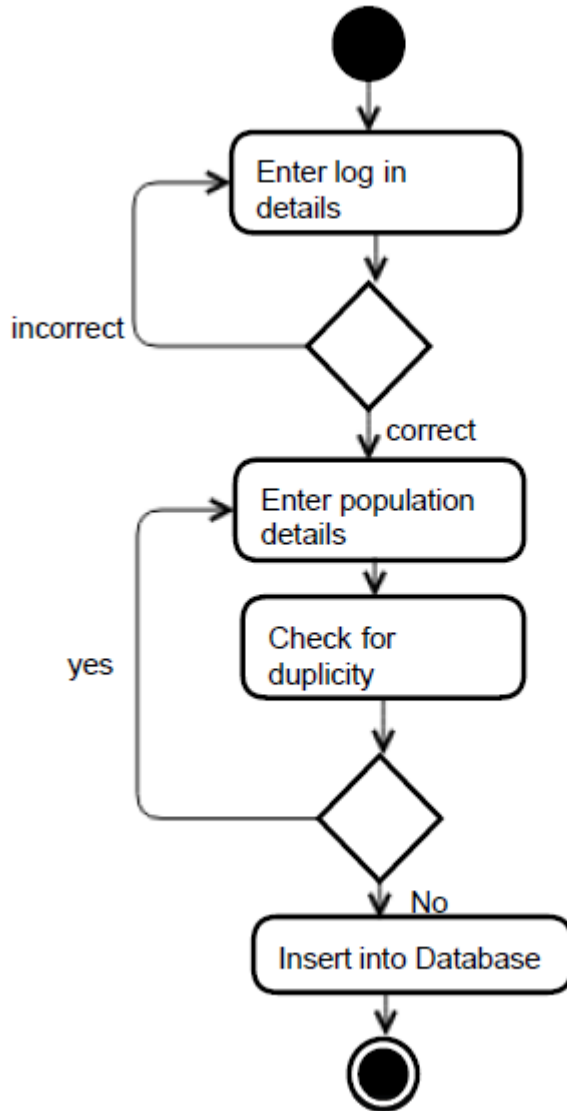 Enter log in
details
incorrect
correct
Enter population
details
Check for
duplicity
yes
No
Insert into Database